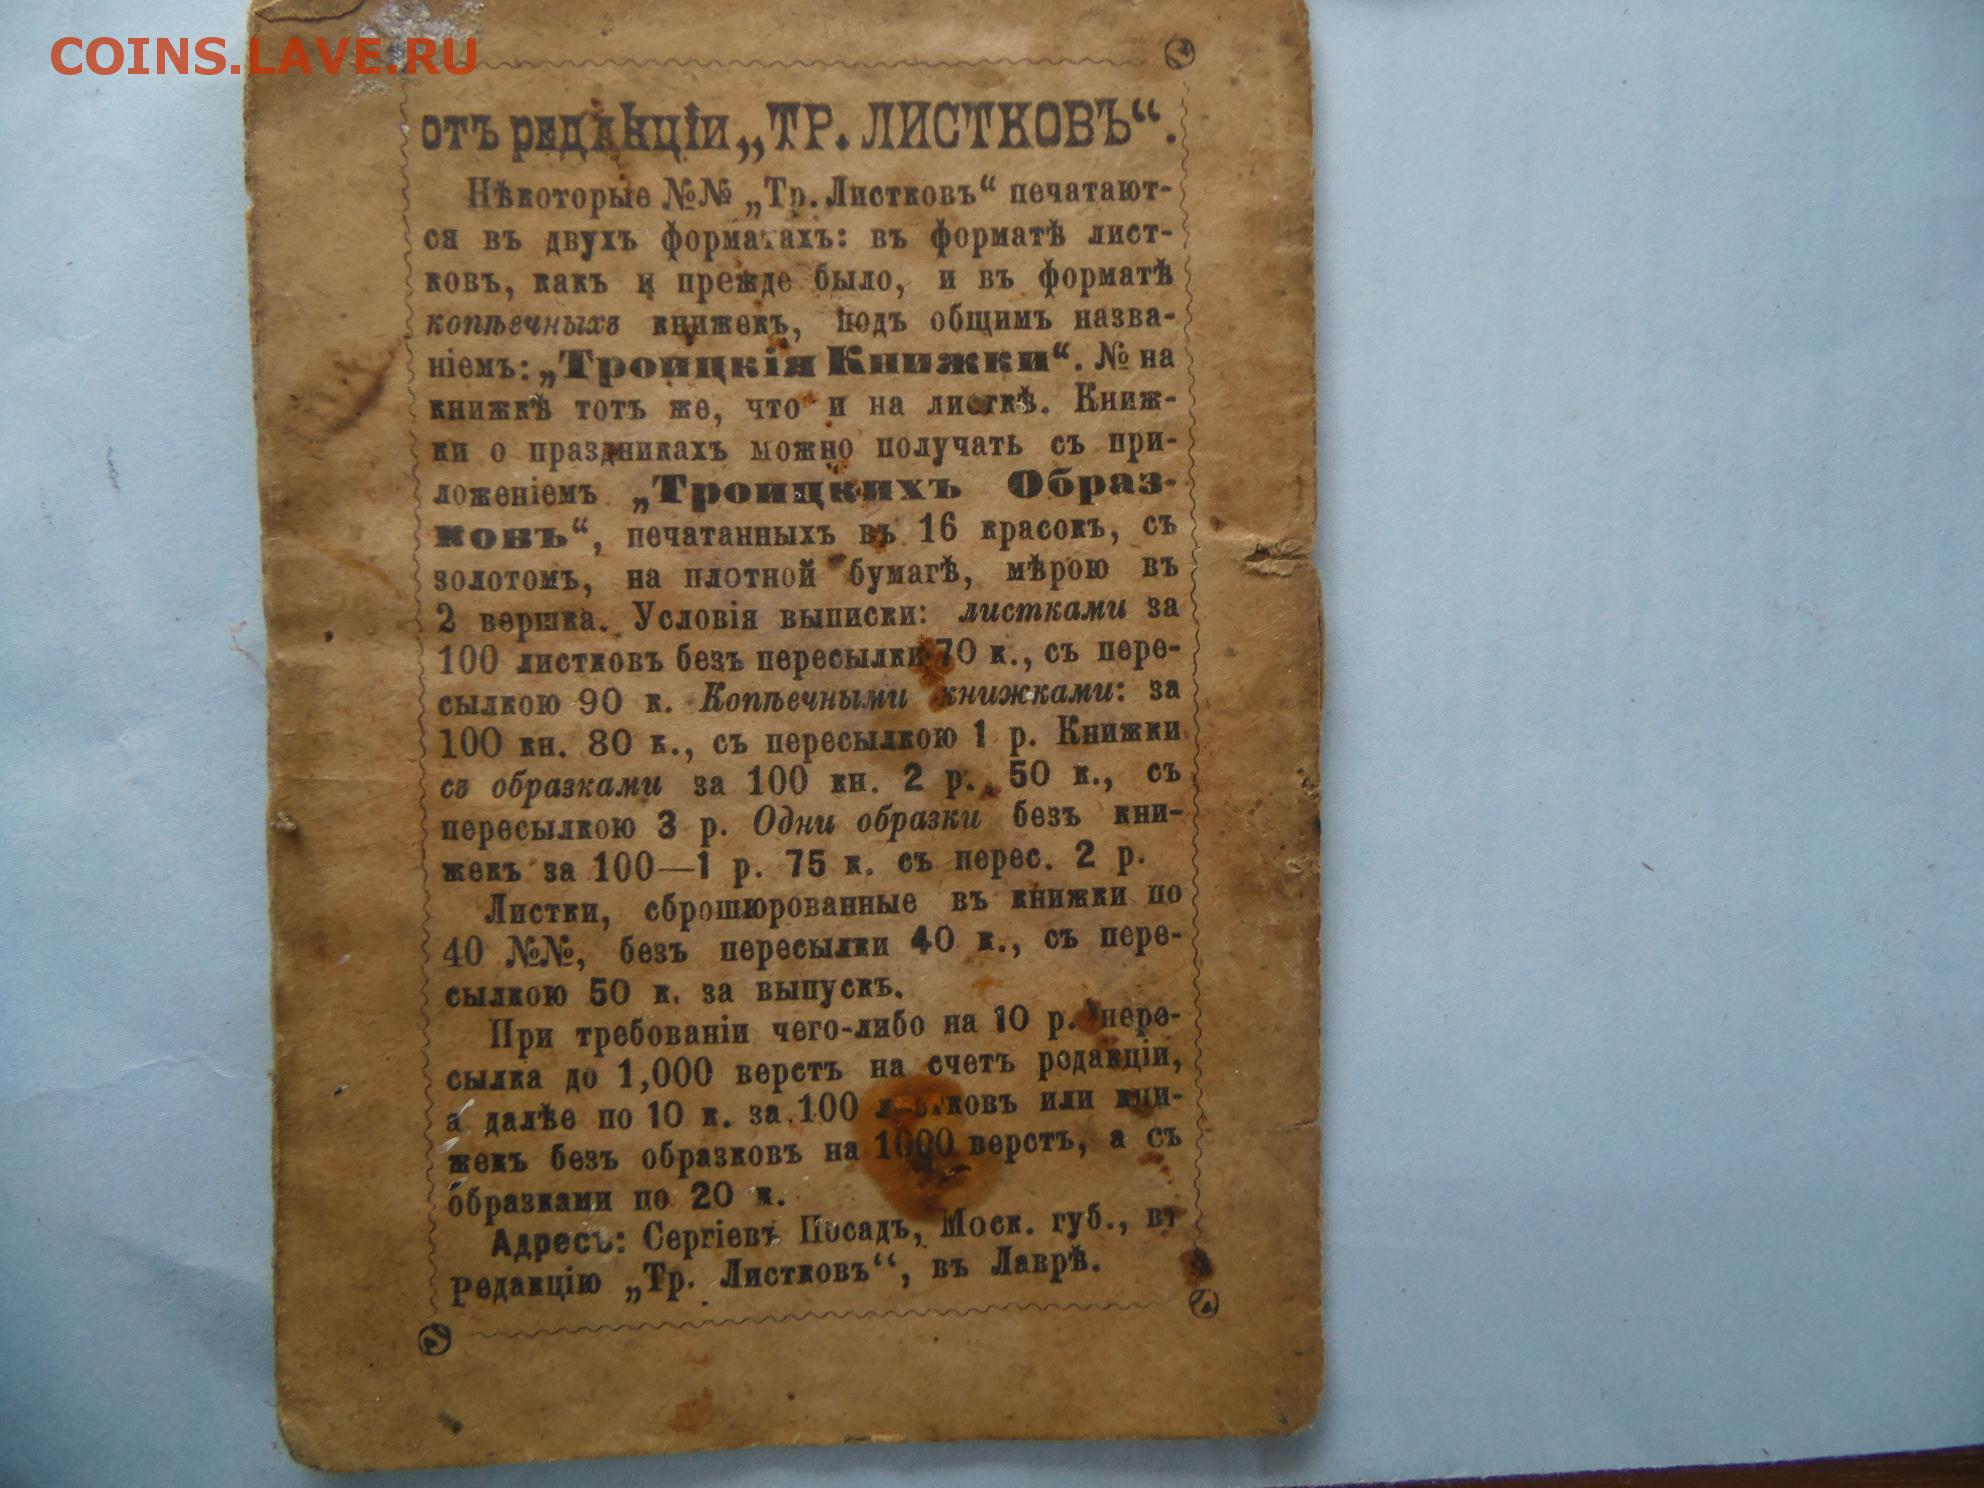 COINS.LAVE.RU
отъ редакціи „ТР. ЛИСТКОВЪ“.
Нѣкоторые №№ „Тр. Листковъ“ печатают-
ся въ двухъ форматахъ: въ форматѣ лист-
ковъ, какъ и прежде было, и въ форматѣ
копѣечныхъ книжекъ, подъ общимъ назва-
ніемъ: „Троицкія Книжки“. № на
книжкѣ тотъ же, что и на листкѣ. Книж-
ки о праздникахъ можно получать съ при-
ложеніемъ „Троицкихъ Образ-
ковъ“, печатанныхъ въ 16 красокъ, съ
золотомъ, на плотной бумагѣ, мѣрою въ
2 вершка. Условія выписки: листками за
100 листковъ безъ пересылки 70 к., съ пере-
сылкою 90 к. Копѣечными книжками: за
100 кн. 80 к., съ пересылкою 1 р. Книжки
съ образками за 100 кн. 2 р. 50 к., съ
пересылкою 3 р. Одни образки безъ кни-
жекъ за 100—1 р. 75 к. съ перес. 2 р.
Листки, сброшюрованные въ книжки по
40 №№, безъ пересылки 40 к., съ пере-
сылкою 50 к. за выпускъ.
При требованіи чего-либо на 10 р. пере-
сылка до 1,000 верстъ на счетъ редакціи,
а далѣе по 10 к. за 100 листковъ или кни-
жекъ безъ образковъ на 1000 верстъ, а съ
образками по 20 к.
Адресъ: Сергіевъ Посадъ, Моск. губ., въ
редакцію „Тр. Листковъ“, въ Лаврѣ.